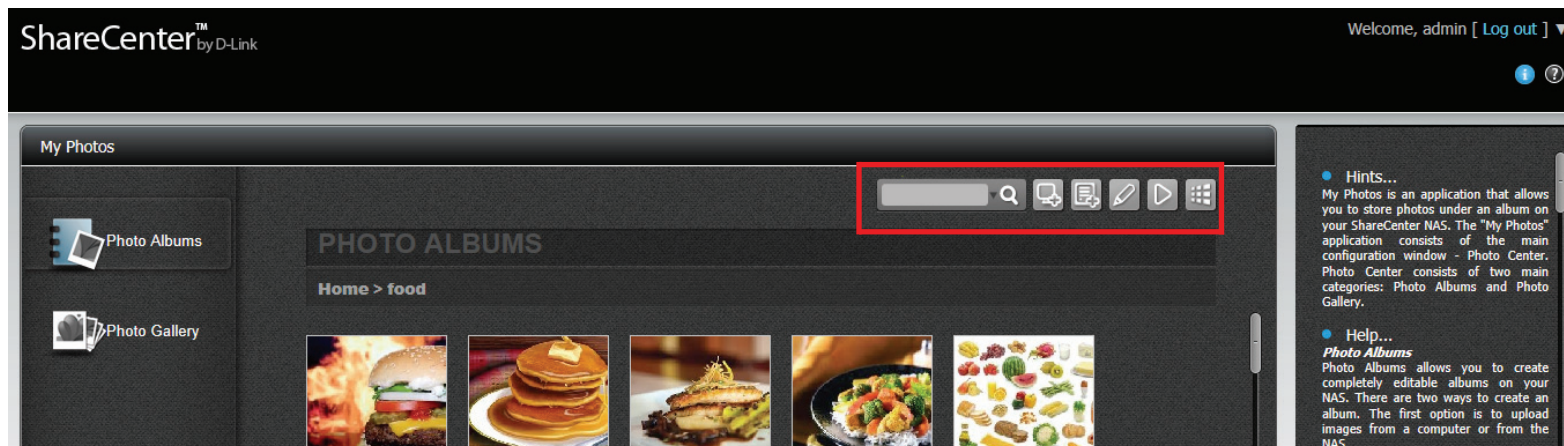 ShareCenter™ by D-Link
Welcome, admin [ Log out ]
My Photos
Photo Albums
Photo Gallery
PHOTO ALBUMS
Home > food
Hints...
My Photos is an application that allows
you to store photos under an album on
your ShareCenter NAS. The "My Photos"
application consists of the main
configuration window - Photo Center.
Photo Center consists of two main
categories: Photo Albums and Photo
Gallery.
Help...
Photo Albums
Photo Albums allows you to create
completely editable albums on your
NAS. There are two ways to create an
album. The first option is to upload
images from a computer or from the
NAS